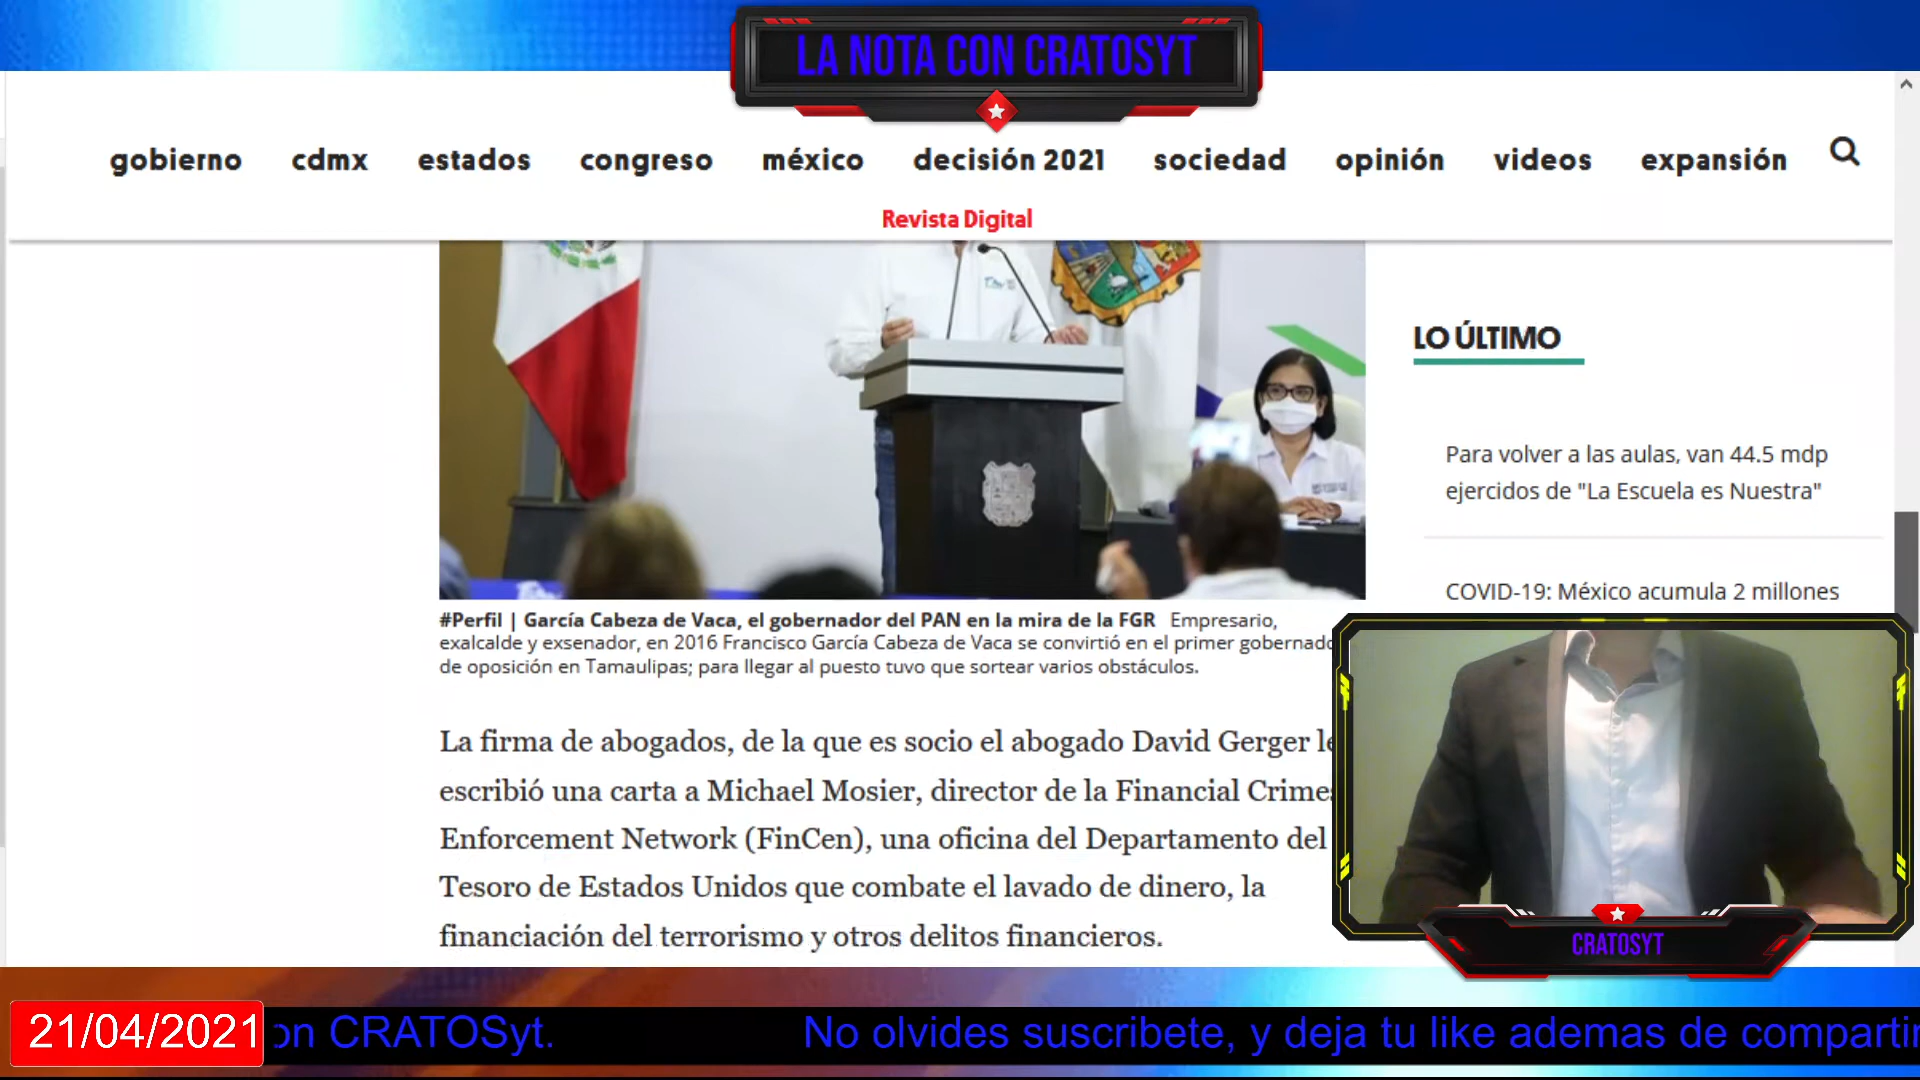 LA NOTA CON CRATOSYT
gobierno cdmx estados congreso méxico decisión 2021 sociedad opinión videos expansión
Revista Digital
LO ÚLTIMO
Para volver a las aulas, van 44.5 mdp
ejercidos de "La Escuela es Nuestra"
COVID-19: México acumula 2 millones
#Perfil | García Cabeza de Vaca, el gobernador del PAN en la mira de la FGR Empresario,
exalcalde y exsenador, en 2016 Francisco García Cabeza de Vaca se convirtió en el primer gobernado
de oposición en Tamaulipas; para llegar al puesto tuvo que sortear varios obstáculos.
La firma de abogados, de la que es socio el abogado David Gerger le
escribió una carta a Michael Mosier, director de la Financial Crimes
Enforcement Network (FinCen), una oficina del Departamento del
Tesoro de Estados Unidos que combate el lavado de dinero, la
financiación del terrorismo y otros delitos financieros.
CRATOSYT
21/04/2021 on CRATOSyt. No olvides suscribete, y deja tu like ademas de compartir